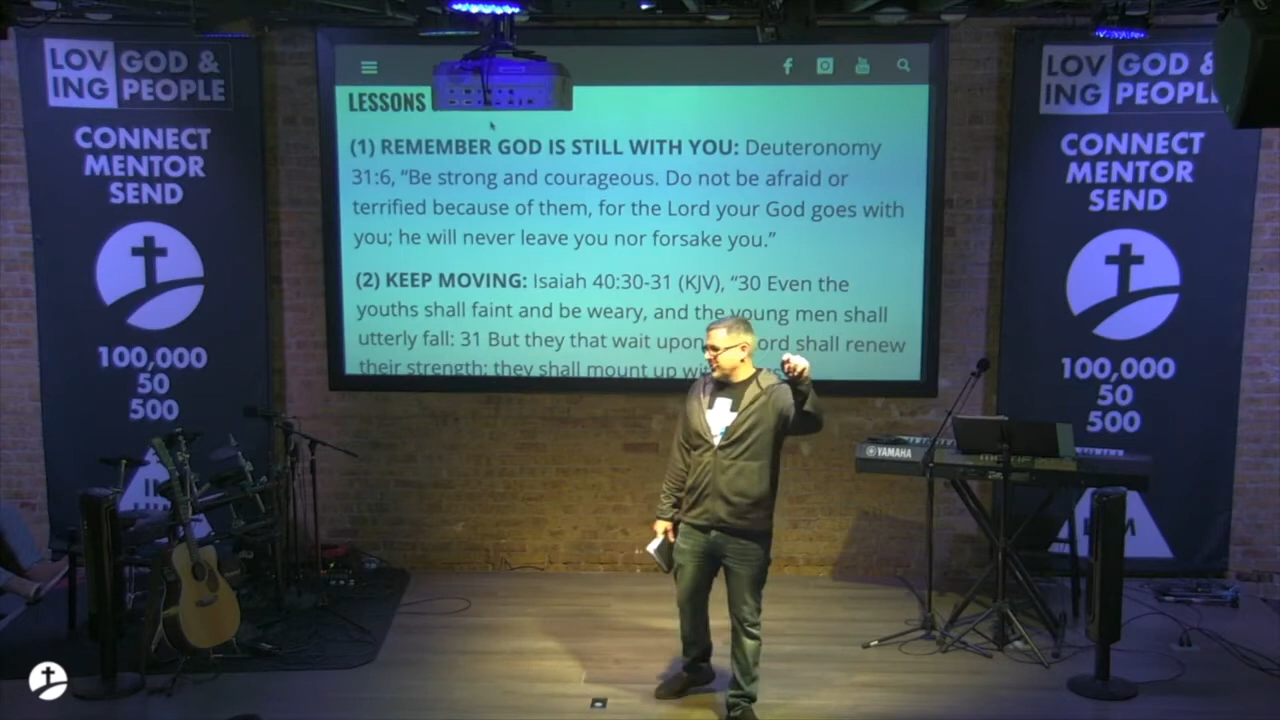 LOVING GOD & PEOPLE
CONNECT
MENTOR
SEND
100,000
50
500
LESSONS
(1) REMEMBER GOD IS STILL WITH YOU: Deuteronomy
31:6, “Be strong and courageous. Do not be afraid or
terrified because of them, for the Lord your God goes with
you; he will never leave you nor forsake you.”
(2) KEEP MOVING: Isaiah 40:30-31 (KJV), “30 Even the
youths shall faint and be weary, and the young men shall
utterly fall: 31 But they that wait upon shall renew
their strength; they shall mount up
LOVING GOD & PEOPLE
CONNECT
MENTOR
SEND
100,000
50
500
YAMAHA